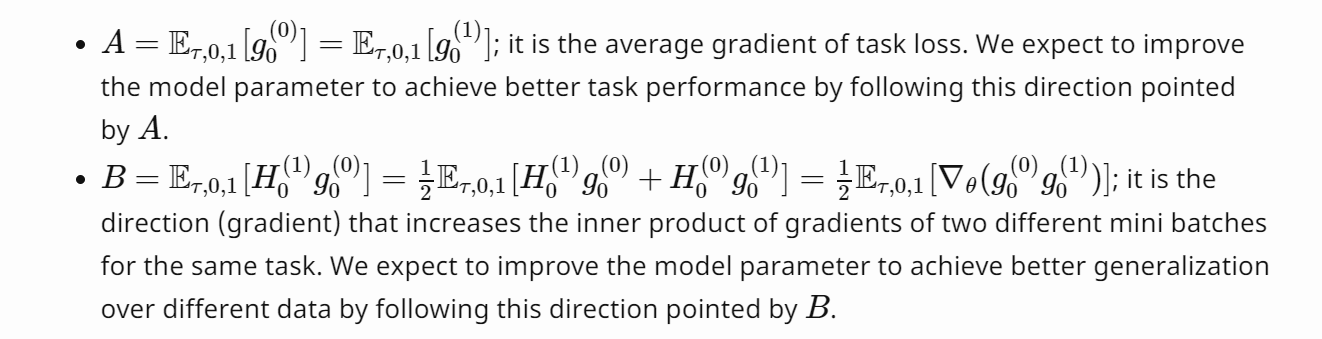 • $A = \mathbb{E}_{\tau,0,1}[g_0^{(0)}] = \mathbb{E}_{\tau,0,1}[g_0^{(1)}]$; it is the average gradient of task loss. We expect to improve
the model parameter to achieve better task performance by following this direction pointed
by $A$.
• $B = \mathbb{E}_{\tau,0,1}[H_0^{(1)} g_0^{(0)}] = \frac{1}{2}\mathbb{E}_{\tau,0,1}[H_0^{(1)} g_0^{(0)} + H_0^{(0)} g_0^{(1)}] = \frac{1}{2}\mathbb{E}_{\tau,0,1}[\nabla_\theta (g_0^{(0)} g_0^{(1)})]$; it is the
direction (gradient) that increases the inner product of gradients of two different mini batches
for the same task. We expect to improve the model parameter to achieve better generalization
over different data by following this direction pointed by $B$.